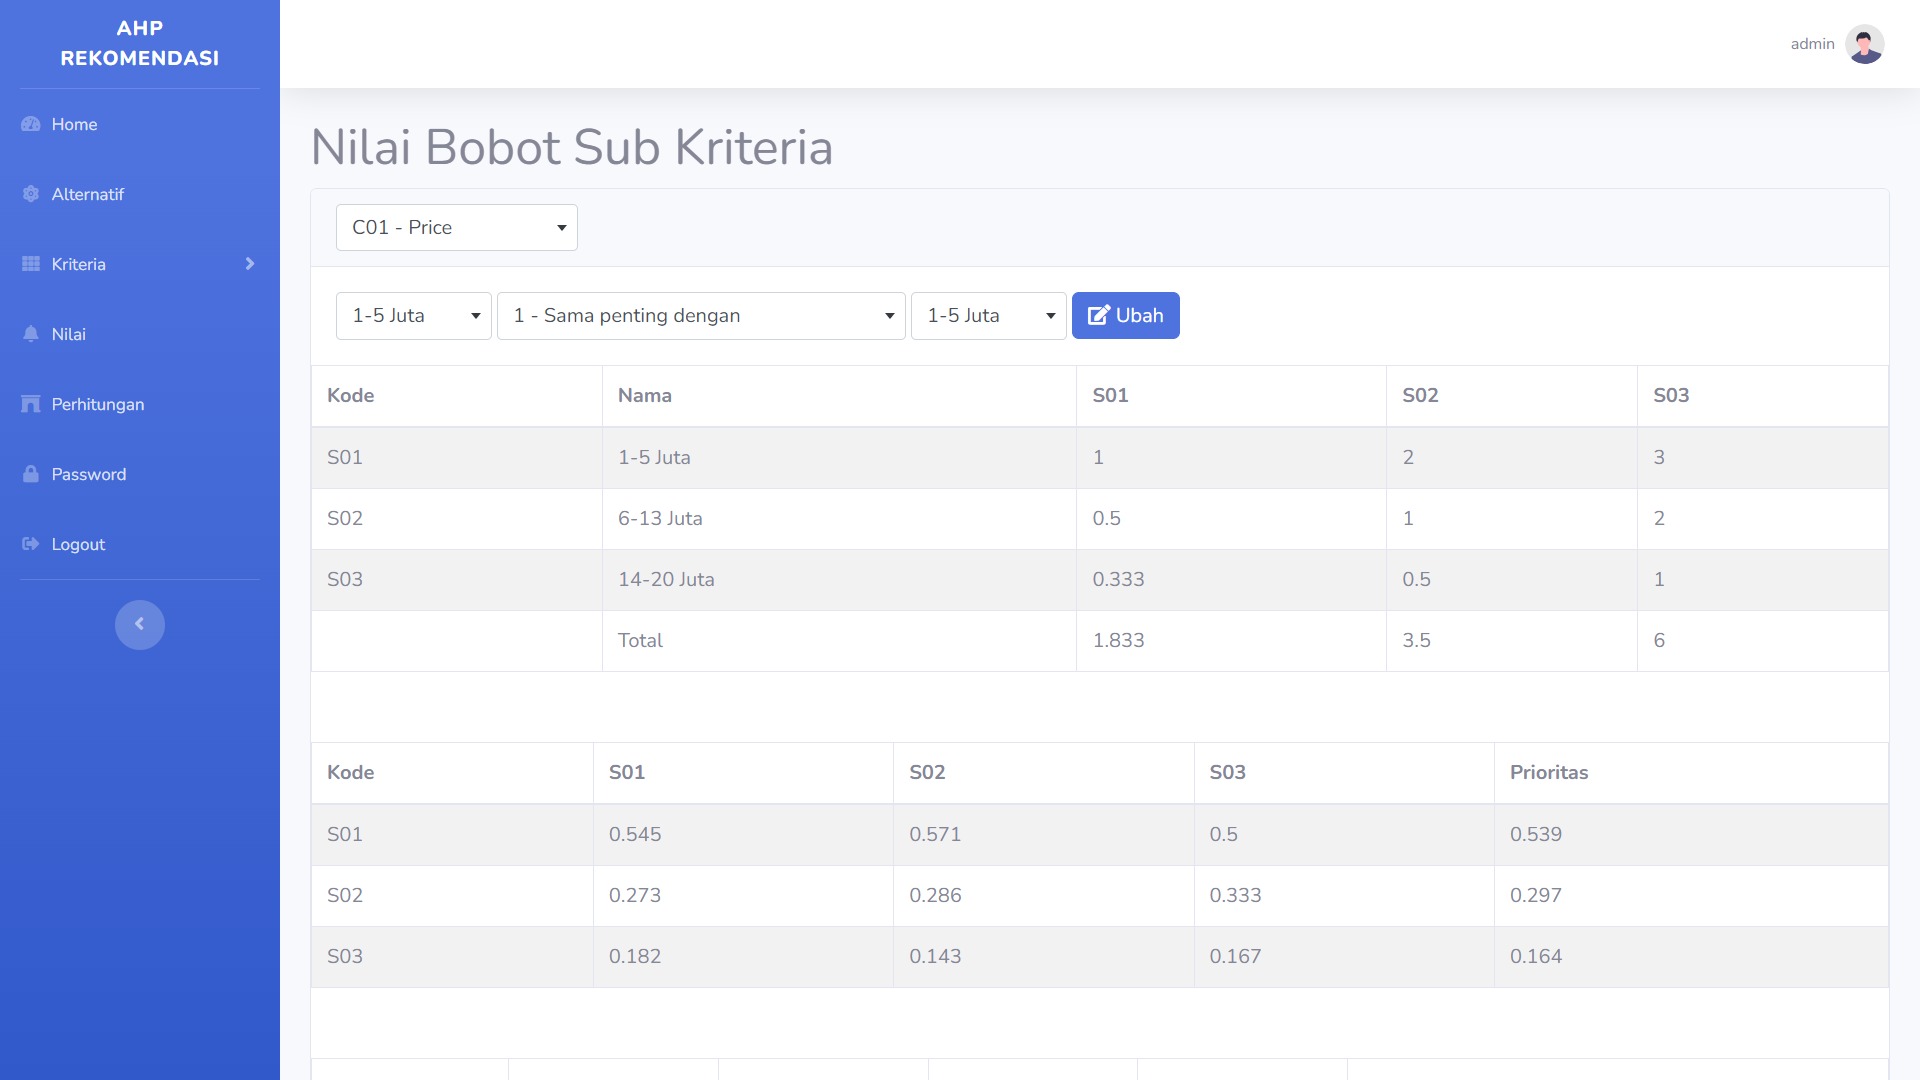 AHP
REKOMENDASI
Home
Alternatif
Kriteria
Nilai
Perhitungan
Password
Logout
admin
Nilai Bobot Sub Kriteria
C01 - Price
1-5 Juta 1 - Sama penting dengan 1-5 Juta Ubah
Kode Nama S01 S02 S03
S01 1-5 Juta 1 2 3
S02 6-13 Juta 0.5 1 2
S03 14-20 Juta 0.333 0.5 1
Total 1.833 3.5 6
Kode S01 S02 S03 Prioritas
S01 0.545 0.571 0.5 0.539
S02 0.273 0.286 0.333 0.297
S03 0.182 0.143 0.167 0.164